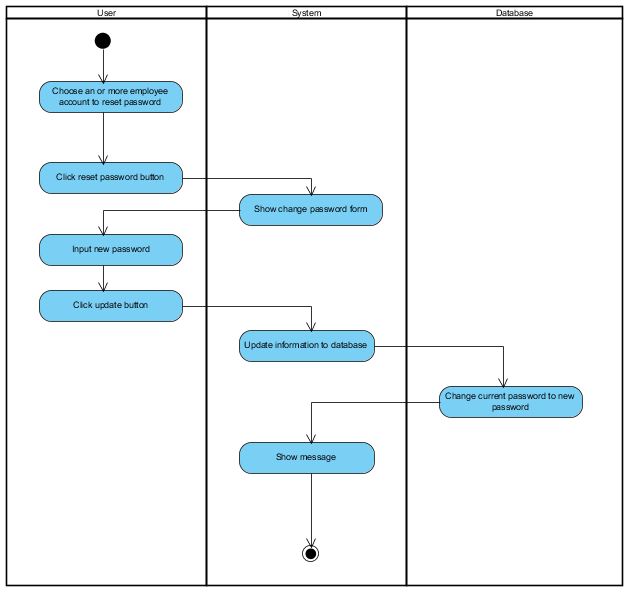 User
System
Database
Choose an or more employee
account to reset password
Click reset password button
Show change password form
Input new password
Click update button
Update information to database
Change current password to new
password
Show message